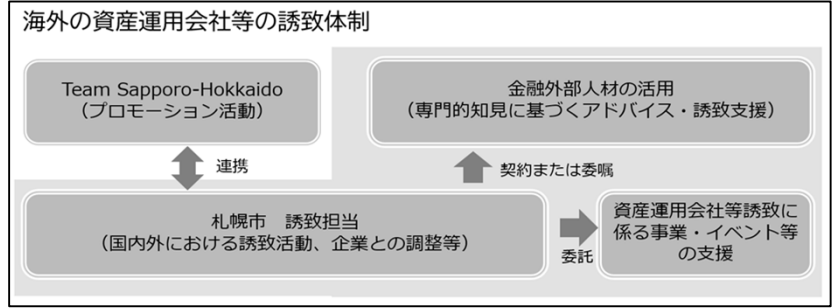 海外の資産運用会社等の誘致体制
Team Sapporo-Hokkaido
（プロモーション活動）
金融外部人材の活用
（専門的知見に基づくアドバイス・誘致支援）
連携
契約または委嘱
札幌市　誘致担当
（国内外における誘致活動、企業との調整等）
委託
資産運用会社等誘致に
係る事業・イベント等
の支援